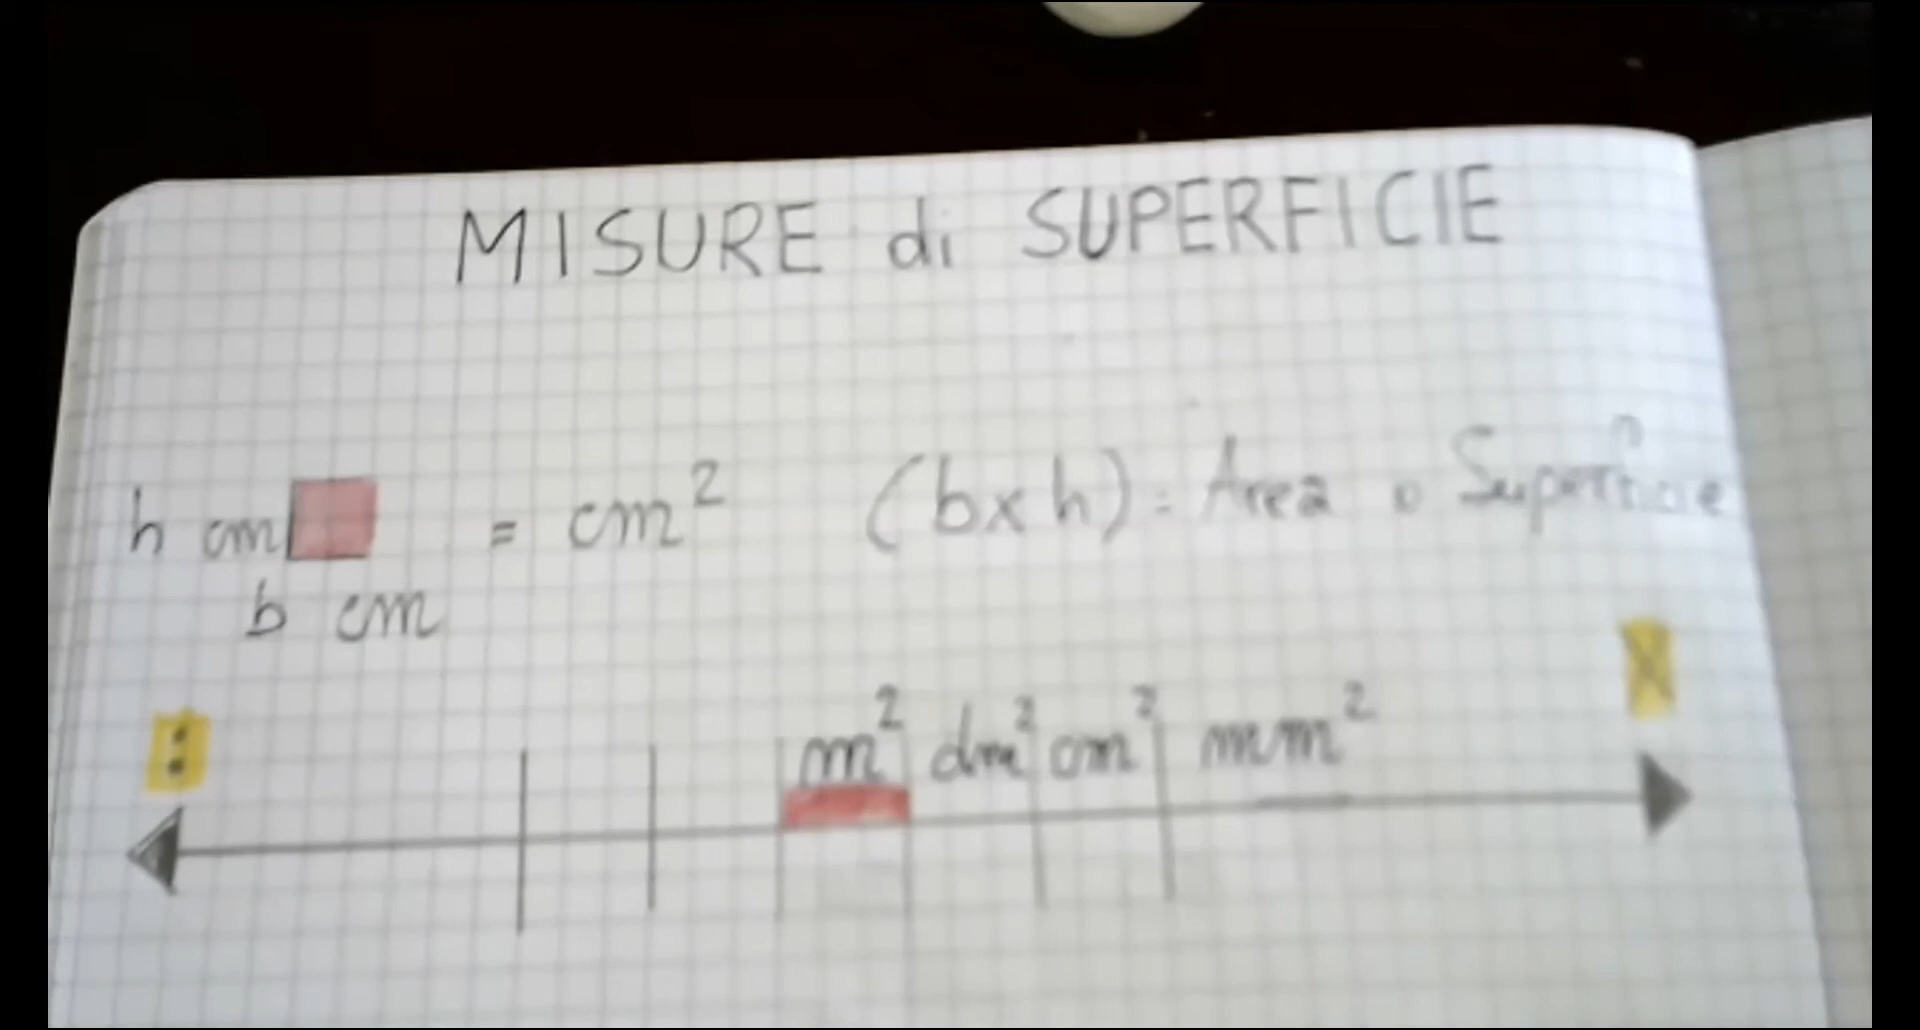 MISURE di SUPERFICIE
h cm = cm² (b x h) = Area o Superficie
b cm
: x
m² dm² cm² mm²